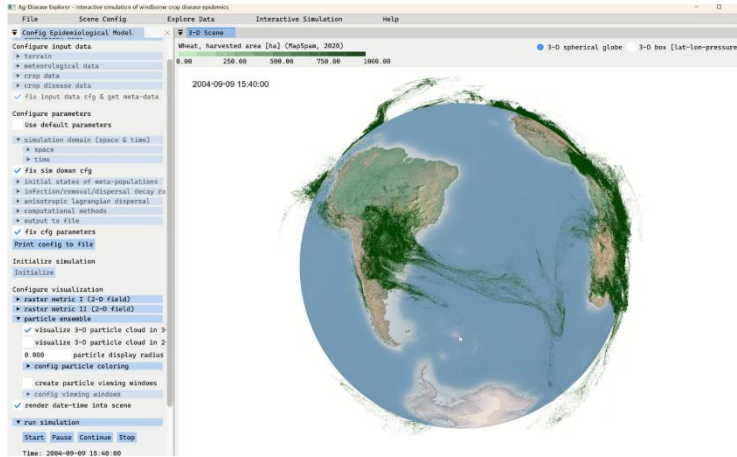 Ag-Disease Explorer - interactive simulation of windborne crop disease epidemics
File Scene Config Explore Data Interactive Simulation Help
Config Epidemiological Model
3-D Scene
Configure input data
terrain
meteorological data
crop data
crop disease data
fix input data cfg & get meta-data
Configure parameters
Use default parameters
simulation domain (space & time)
space
time
fix sim doman cfg
initial states of meta-populations
infection/removal/dispersal decay ra
anisotropic lagrangian dispersal
computational methods
output to file
fix cfg parameters
Print config to file
Initialize simulation
Initialize
Configure visualization
raster metric I (2-D field)
raster metric II (2-D field)
particle ensemble
visualize 3-D particle cloud in 3-
visualize 3-D particle cloud in 2-
0.000 particle display radius
config particle coloring
create particle viewing windows
config viewing windows
render date-time into scene
run simulation
Start Pause Continue Stop
Time: 2004-09-09 15:40:00
Wheat, harvested area [ha] (MapSpam, 2020)
0.00 250.00 500.00 750.00 1000.00
3-D spherical globe 3-D box [lat-lon-pressure
2004-09-09 15:40:00